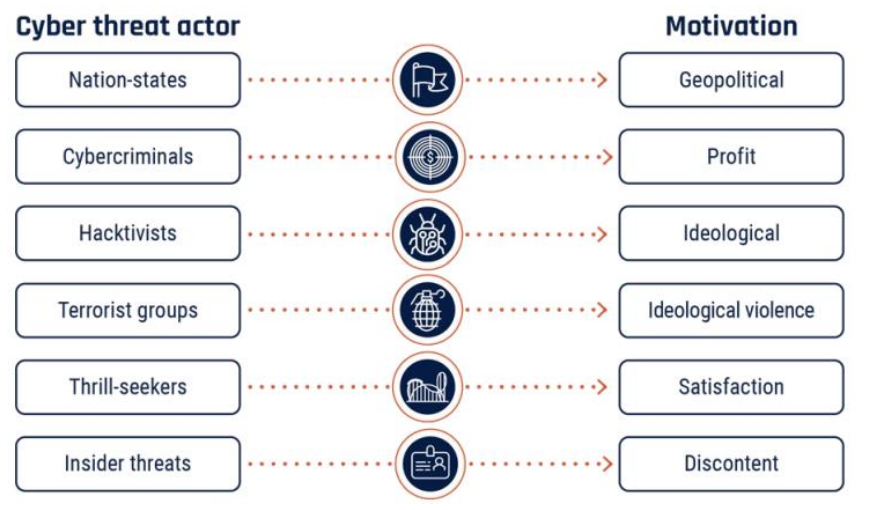 Cyber threat actor
Motivation
Nation-states
Geopolitical
Cybercriminals
$
Profit
Hacktivists
Ideological
Terrorist groups
Ideological violence
Thrill-seekers
Satisfaction
Insider threats
Discontent